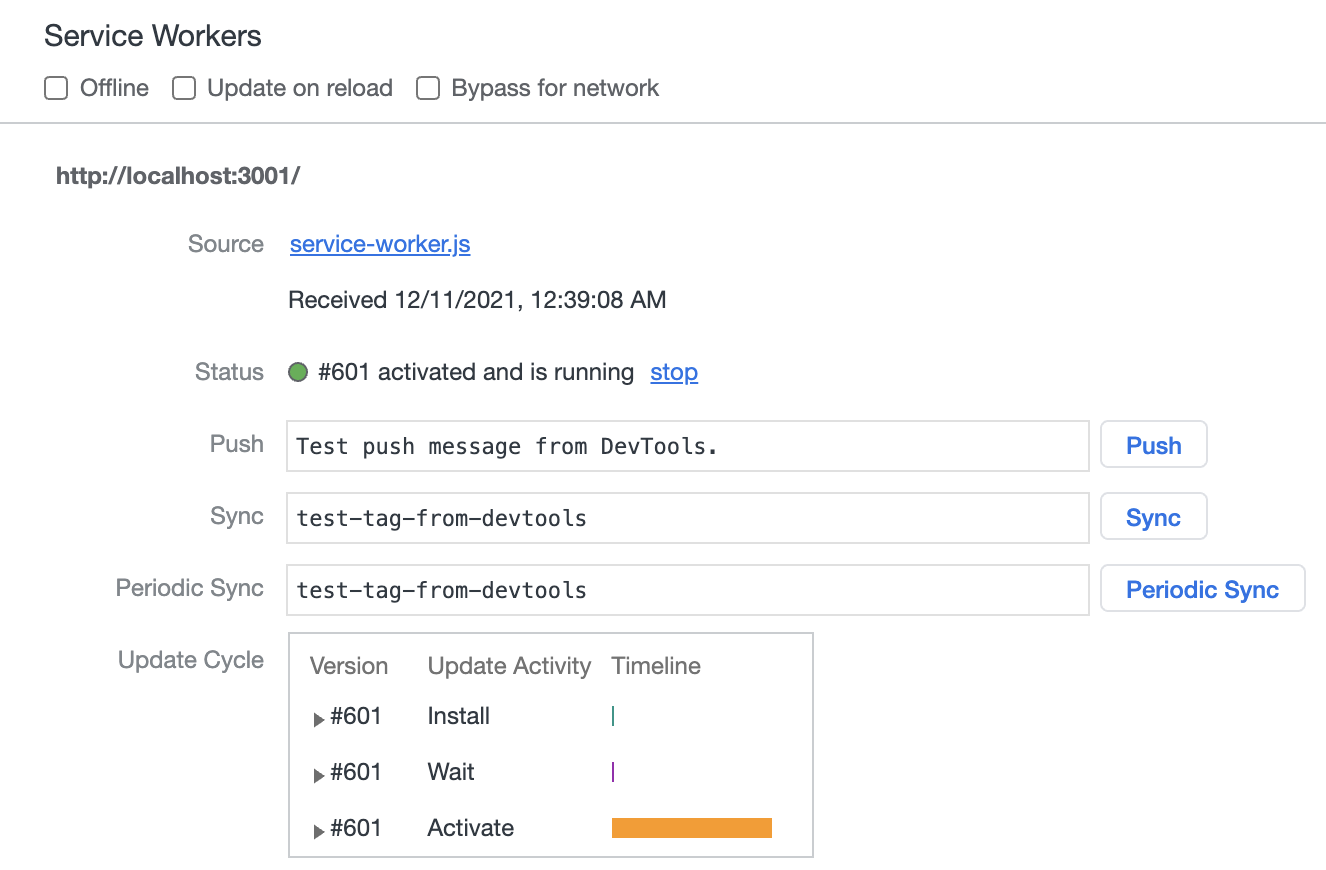 Service Workers
Offline Update on reload Bypass for network
http://localhost:3001/
Source service-worker.js
Received 12/11/2021, 12:39:08 AM
Status #601 activated and is running stop
Push Test push message from DevTools. Push
Sync test-tag-from-devtools Sync
Periodic Sync test-tag-from-devtools Periodic Sync
Update Cycle Version Update Activity Timeline
#601 Install
#601 Wait
#601 Activate